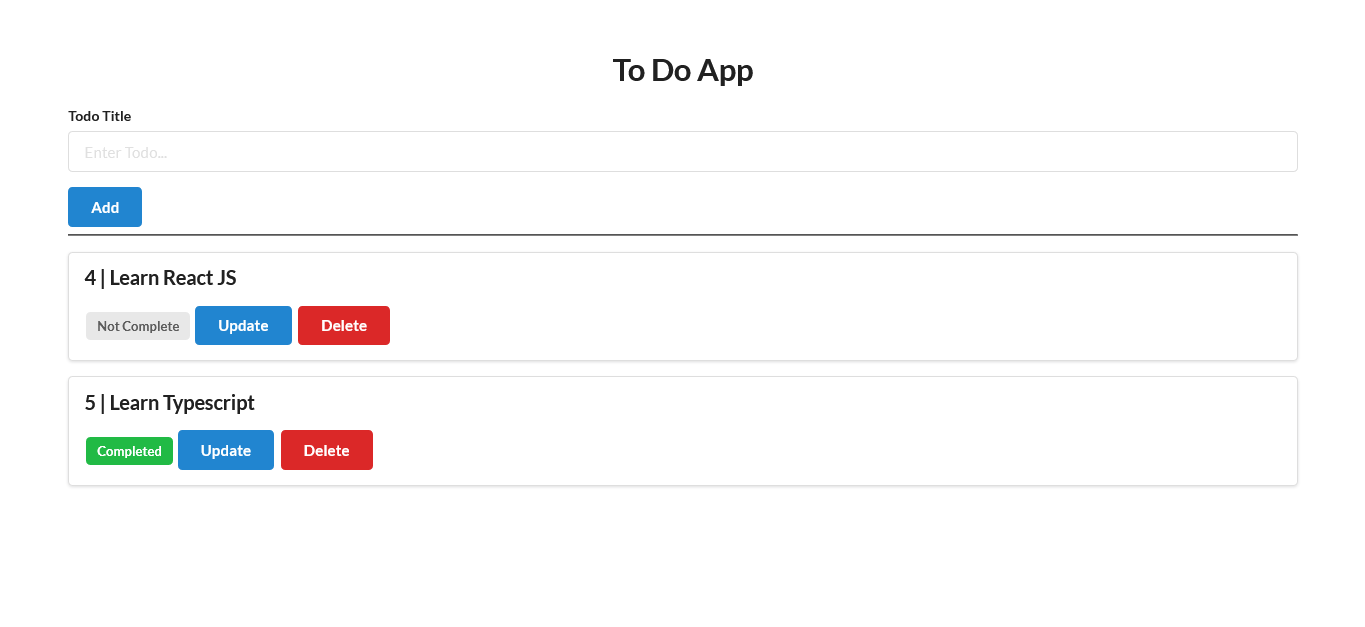 To Do App
Todo Title
Enter Todo...
Add
4 | Learn React JS
Not Complete Update Delete
5 | Learn Typescript
Completed Update Delete